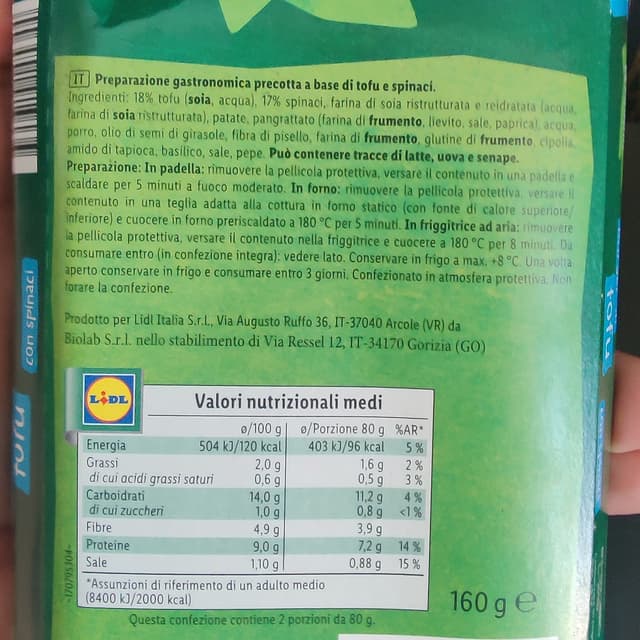 IT Preparazione gastronomica precotta a base di tofu e spinaci.
Ingredienti: 18% tofu (soia, acqua), 17% spinaci, farina di soia ristrutturata e reidratata (acqua,
farina di soia ristrutturata), patate, pangrattato (farina di frumento, lievito, sale, paprica), acqua,
porro, olio di semi di girasole, fibra di pisello, farina di frumento, glutine di frumento, cipolla,
amido di tapioca, basilico, sale, pepe. Può contenere tracce di latte, uova e senape.
Preparazione: In padella: rimuovere la pellicola protettiva, versare il contenuto in una padella e
scaldare per 5 minuti a fuoco moderato. In forno: rimuovere la pellicola protettiva, versare il
contenuto in una teglia adatta alla cottura in forno statico (con fonte di calore superiore/
inferiore) e cuocere in forno preriscaldato a 180 °C per 5 minuti. In friggitrice ad aria: rimuovere
la pellicola protettiva, versare il contenuto nella friggitrice e cuocere a 180 °C per 8 minuti. Da
consumare entro (in confezione integra): vedere lato. Conservare in frigo a max. +8 °C. Una volta
aperto conservare in frigo e consumare entro 3 giorni. Confezionato in atmosfera protettiva. Non
forare la confezione.
Prodotto per Lidl Italia S.r.l., Via Augusto Ruffo 36, IT-37040 Arcole (VR) da
Biolab S.r.l. nello stabilimento di Via Ressel 12, IT-34170 Gorizia (GO)
LIDL
Valori nutrizionali medi
ø/100 g ø/Porzione 80 g %AR*
Energia 504 kJ/120 kcal 403 kJ/96 kcal 5 %
Grassi 2,0 g 1,6 g 2 %
di cui acidi grassi saturi 0,6 g 0,5 g 3 %
Carboidrati 14,0 g 11,2 g 4 %
di cui zuccheri 1,0 g 0,8 g <1 %
Fibre 4,9 g 3,9 g
Proteine 9,0 g 7,2 g 14 %
Sale 1,10 g 0,88 g 15 %
*Assunzioni di riferimento di un adulto medio
(8400 kJ/2000 kcal)
160 g e
Questa confezione contiene 2 porzioni da 80 g.
con spinaci
TOFU
tofu